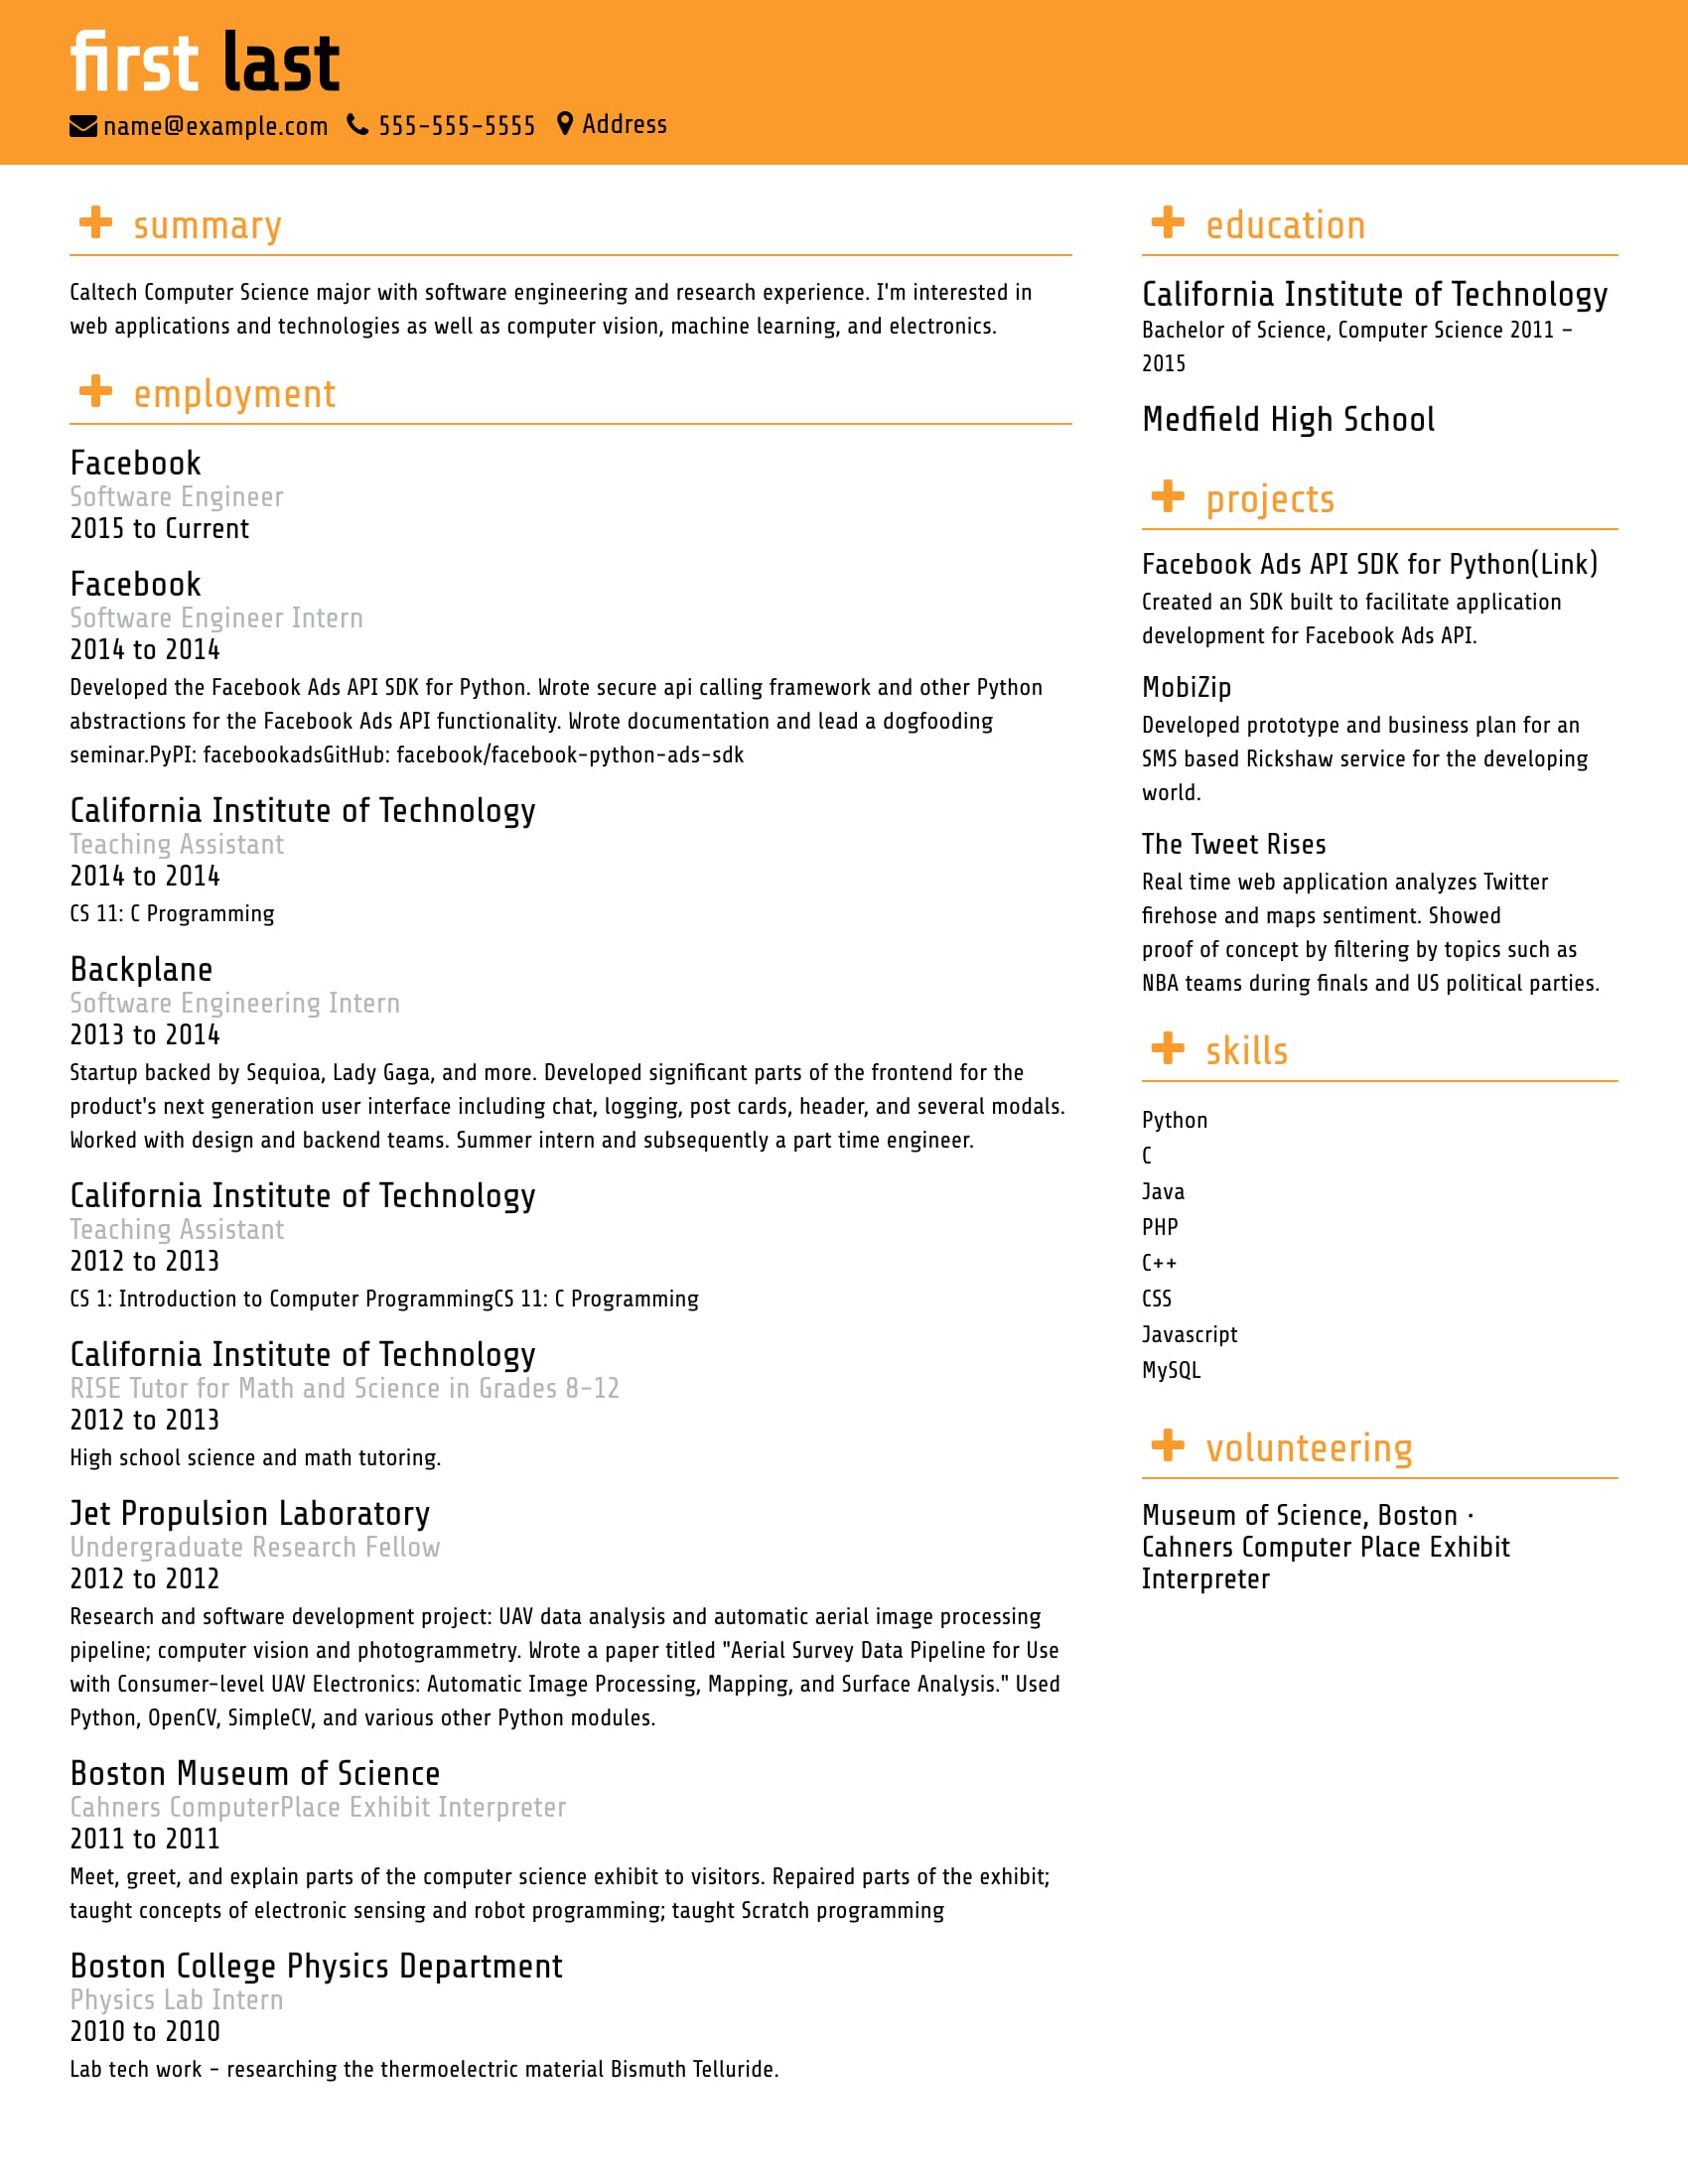 first last
name@example.com 555-555-5555 Address
summary
Caltech Computer Science major with software engineering and research experience. I'm interested in
web applications and technologies as well as computer vision, machine learning, and electronics.
employment
Facebook
Software Engineer
2015 to Current
Facebook
Software Engineer Intern
2014 to 2014
Developed the Facebook Ads API SDK for Python. Wrote secure api calling framework and other Python
abstractions for the Facebook Ads API functionality. Wrote documentation and lead a dogfooding
seminar.PyPI: facebookadsGitHub: facebook/facebook-python-ads-sdk
California Institute of Technology
Teaching Assistant
2014 to 2014
CS 11: C Programming
Backplane
Software Engineering Intern
2013 to 2014
Startup backed by Sequioa, Lady Gaga, and more. Developed significant parts of the frontend for the
product's next generation user interface including chat, logging, post cards, header, and several modals.
Worked with design and backend teams. Summer intern and subsequently a part time engineer.
California Institute of Technology
Teaching Assistant
2012 to 2013
CS 1: Introduction to Computer ProgrammingCS 11: C Programming
California Institute of Technology
RISE Tutor for Math and Science in Grades 8-12
2012 to 2013
High school science and math tutoring.
Jet Propulsion Laboratory
Undergraduate Research Fellow
2012 to 2012
Research and software development project: UAV data analysis and automatic aerial image processing
pipeline; computer vision and photogrammetry. Wrote a paper titled "Aerial Survey Data Pipeline for Use
with Consumer-level UAV Electronics: Automatic Image Processing, Mapping, and Surface Analysis." Used
Python, OpenCV, SimpleCV, and various other Python modules.
Boston Museum of Science
Cahners ComputerPlace Exhibit Interpreter
2011 to 2011
Meet, greet, and explain parts of the computer science exhibit to visitors. Repaired parts of the exhibit;
taught concepts of electronic sensing and robot programming; taught Scratch programming
Boston College Physics Department
Physics Lab Intern
2010 to 2010
Lab tech work - researching the thermoelectric material Bismuth Telluride.
education
California Institute of Technology
Bachelor of Science, Computer Science 2011 –
2015
Medfield High School
projects
Facebook Ads API SDK for Python(Link)
Created an SDK built to facilitate application
development for Facebook Ads API.
MobiZip
Developed prototype and business plan for an
SMS based Rickshaw service for the developing
world.
The Tweet Rises
Real time web application analyzes Twitter
firehose and maps sentiment. Showed
proof of concept by filtering by topics such as
NBA teams during finals and US political parties.
skills
Python
C
Java
PHP
C++
CSS
Javascript
MySQL
volunteering
Museum of Science, Boston ·
Cahners Computer Place Exhibit
Interpreter